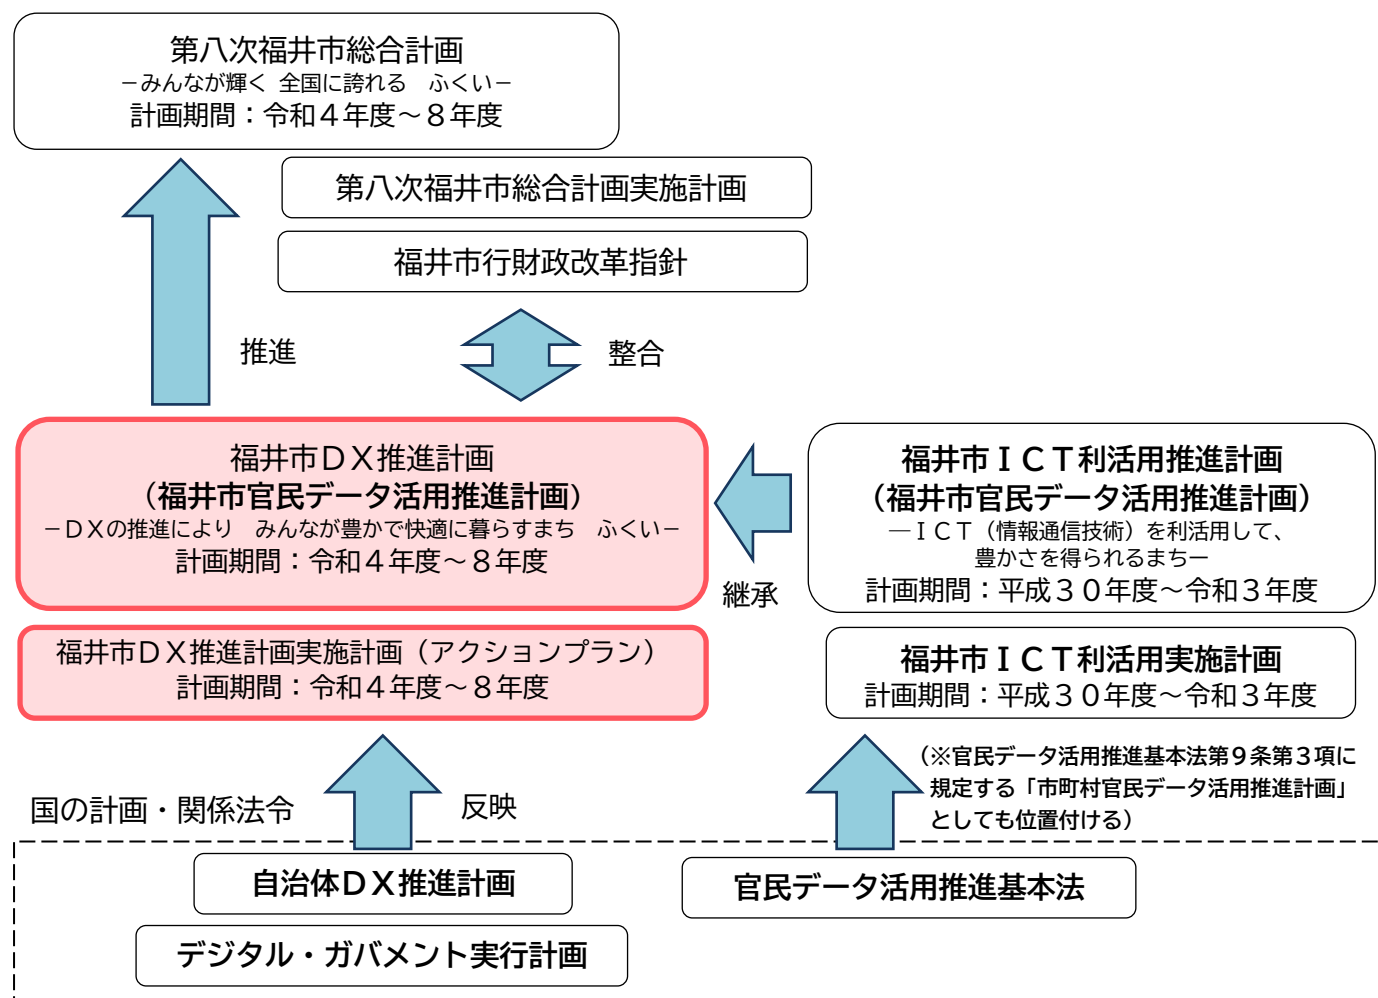 第八次福井市総合計画
－みんなが輝く 全国に誇れる　ふくい－
計画期間：令和４年度～８年度
第八次福井市総合計画実施計画
福井市行財政改革指針
推進
整合
福井市ＤＸ推進計画
（福井市官民データ活用推進計画）
－ＤＸの推進により　みんなが豊かで快適に暮らすまち　ふくい－
計画期間：令和４年度～８年度
継承
福井市ＩＣＴ利活用推進計画
（福井市官民データ活用推進計画）
―ＩＣＴ（情報通信技術）を利活用して、
豊かさを得られるまちー
計画期間：平成３０年度～令和３年度
福井市ＤＸ推進計画実施計画（アクションプラン）
計画期間：令和４年度～８年度
福井市ＩＣＴ利活用実施計画
計画期間：平成３０年度～令和３年度
（※官民データ活用推進基本法第９条第３項に
規定する「市町村官民データ活用推進計画」
としても位置付ける）
国の計画・関係法令
反映
自治体ＤＸ推進計画
官民データ活用推進基本法
デジタル・ガバメント実行計画